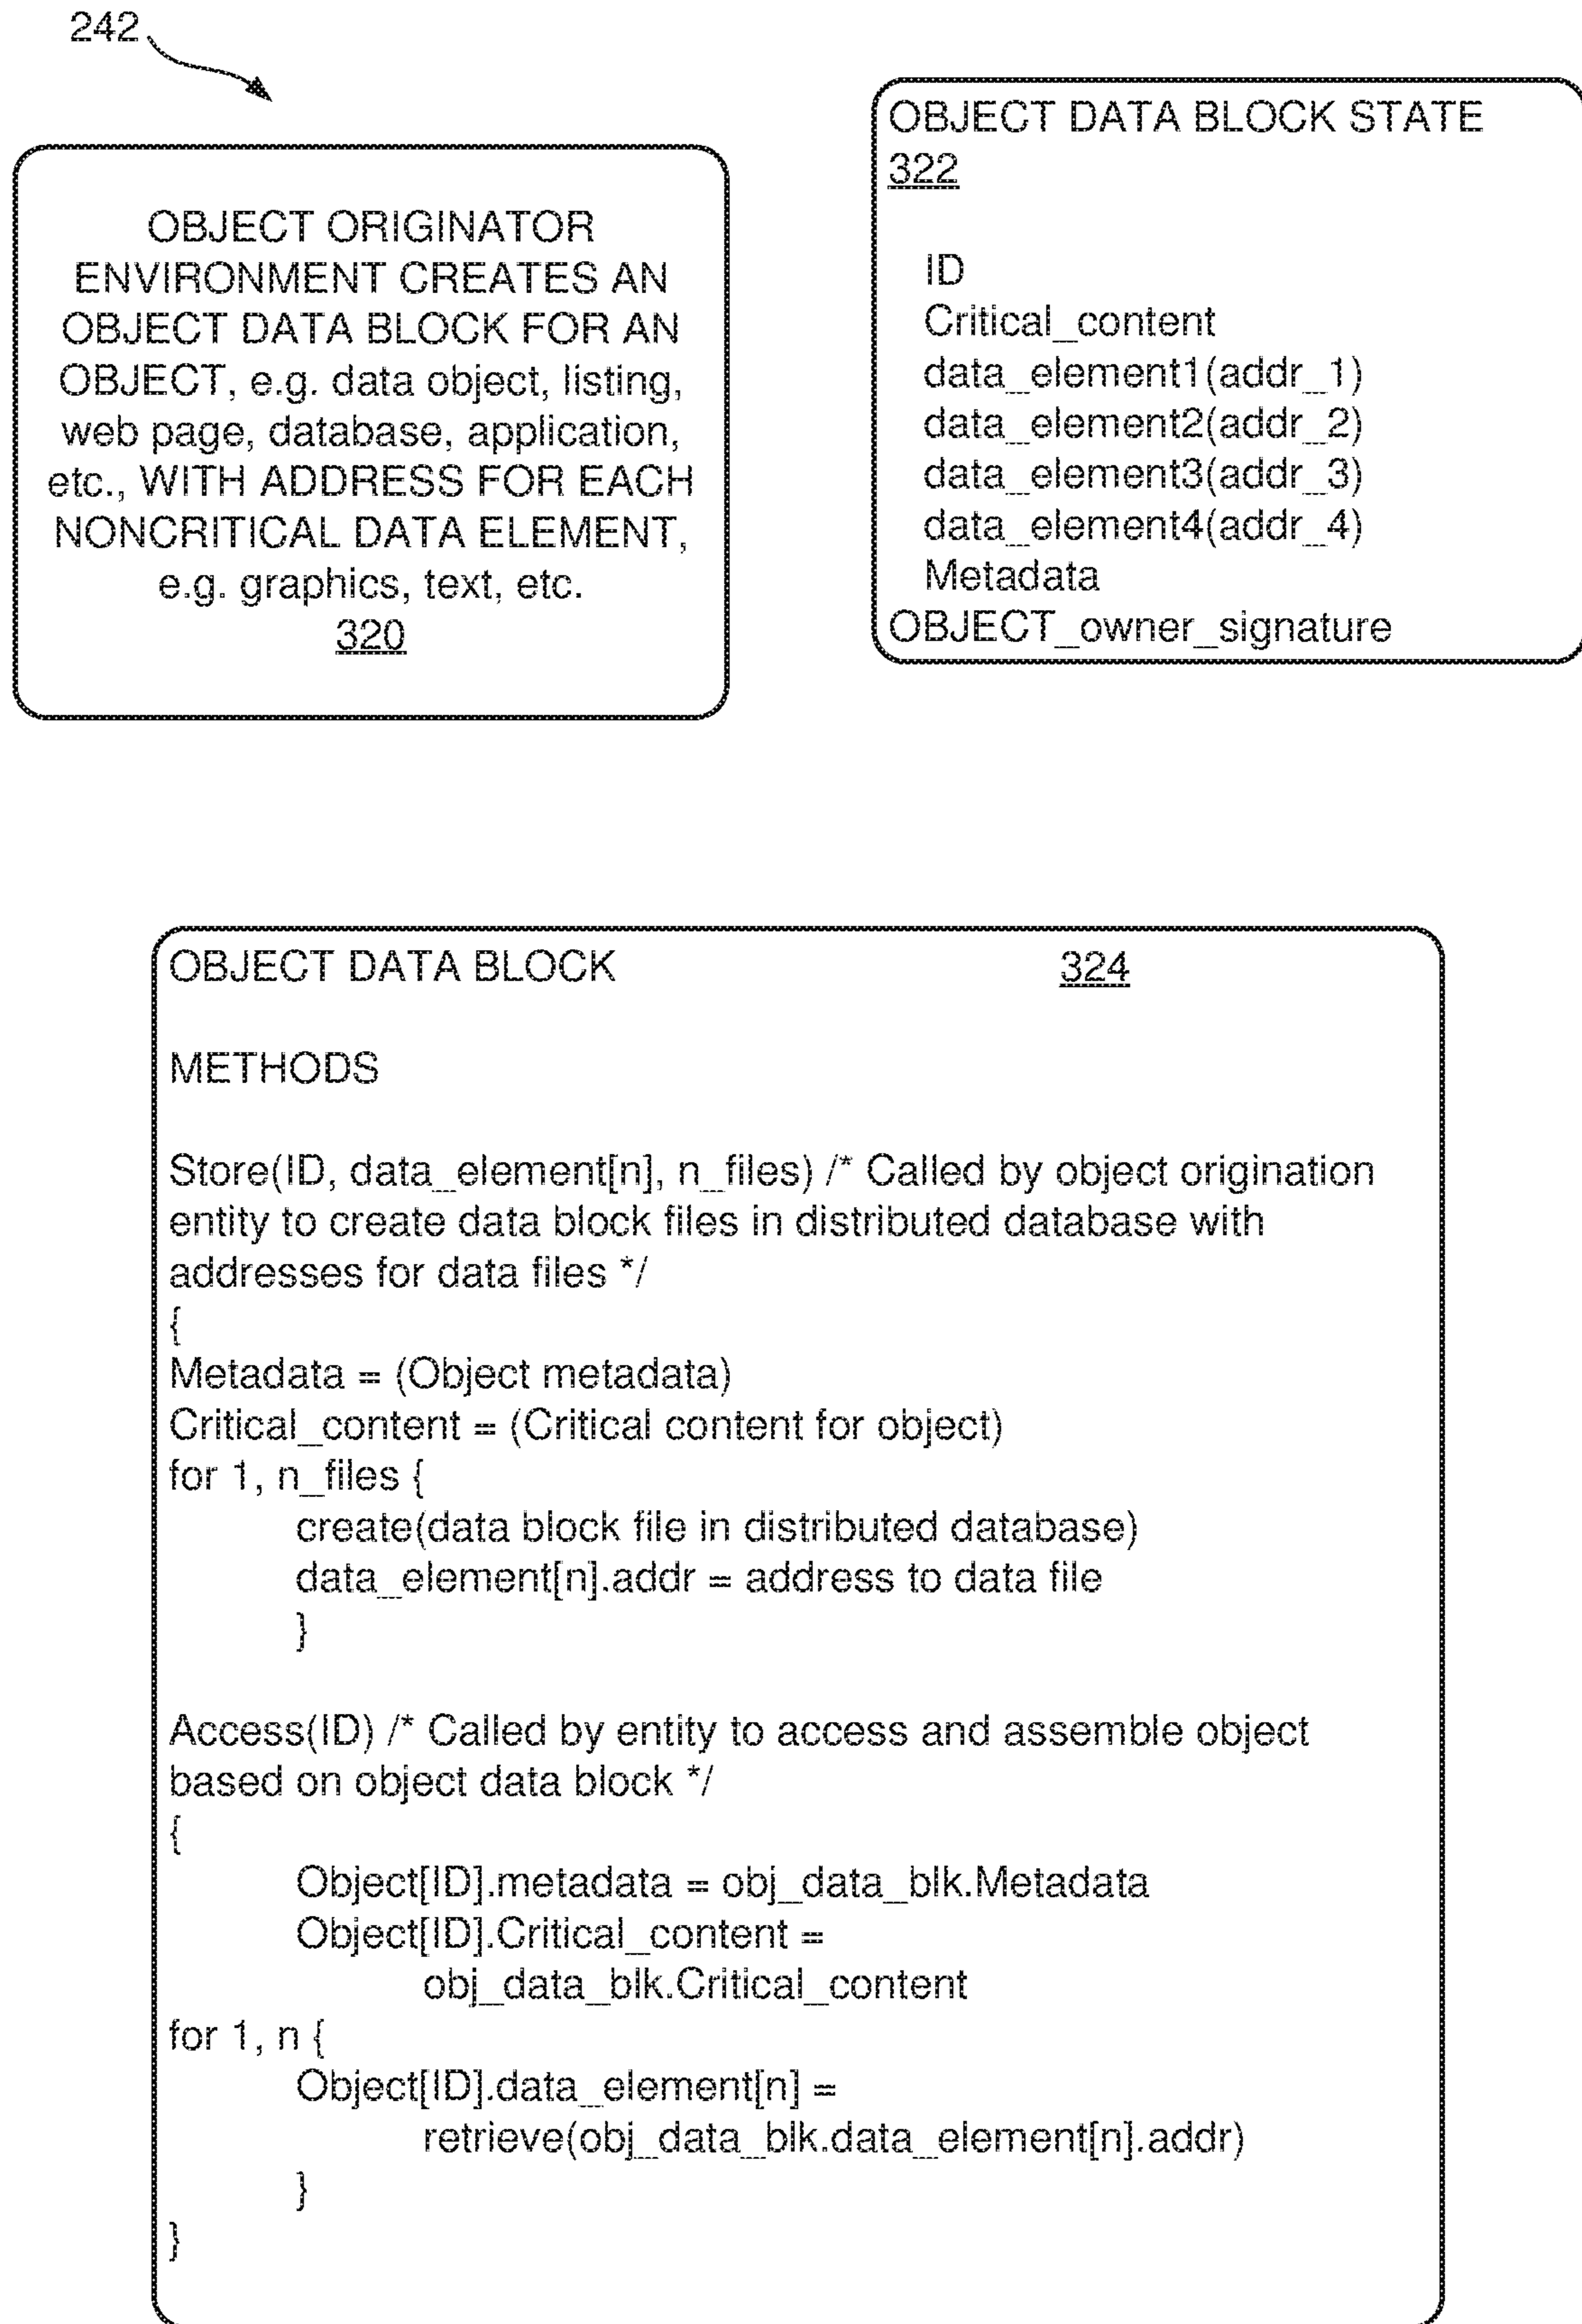 242
OBJECT ORIGINATOR
ENVIRONMENT CREATES AN
OBJECT DATA BLOCK FOR AN
OBJECT, e.g. data object, listing,
web page, database, application,
etc., WITH ADDRESS FOR EACH
NONCRITICAL DATA ELEMENT,
e.g. graphics, text, etc.
320
OBJECT DATA BLOCK STATE
322
ID
Critical_content
data_element1(addr_1)
data_element2(addr_2)
data_element3(addr_3)
data_element4(addr_4)
Metadata
OBJECT_owner_signature
OBJECT DATA BLOCK 324
METHODS
Store(ID, data_element[n], n_files) /* Called by object origination
entity to create data block files in distributed database with
addresses for data files */
{
Metadata = (Object metadata)
Critical_content = (Critical content for object)
for 1, n_files {
create(data block file in distributed database)
data_element[n].addr = address to data file
}
Access(ID) /* Called by entity to access and assemble object
based on object data block */
{
Object[ID].metadata = obj_data_blk.Metadata
Object[ID].Critical_content =
obj_data_blk.Critical_content
for 1, n {
Object[ID].data_element[n] =
retrieve(obj_data_blk.data_element[n].addr)
}
}